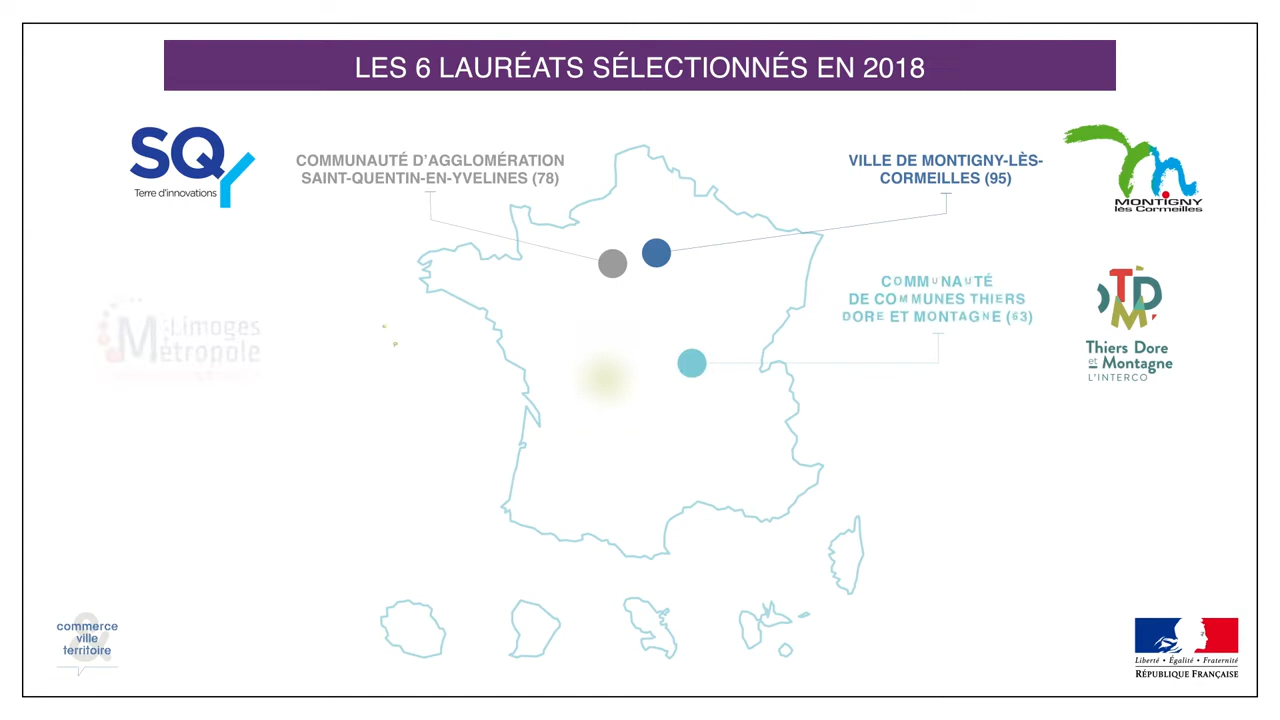 LES 6 LAURÉATS SÉLECTIONNÉS EN 2018
SQY
Terre d'innovations
COMMUNAUTÉ D'AGGLOMÉRATION
SAINT-QUENTIN-EN-YVELINES (78)
VILLE DE MONTIGNY-LÈS-
CORMEILLES (95)
MONTIGNY
lès Cormeilles
COMMUNAUTÉ
DE COMMUNES THIERS
DORE ET MONTAGNE (63)
TDM
Thiers Dore
et Montagne
L'INTERCO
Limoges
Métropole
commerce
&
ville
territoire
Liberté • Égalité • Fraternité
RÉPUBLIQUE FRANÇAISE